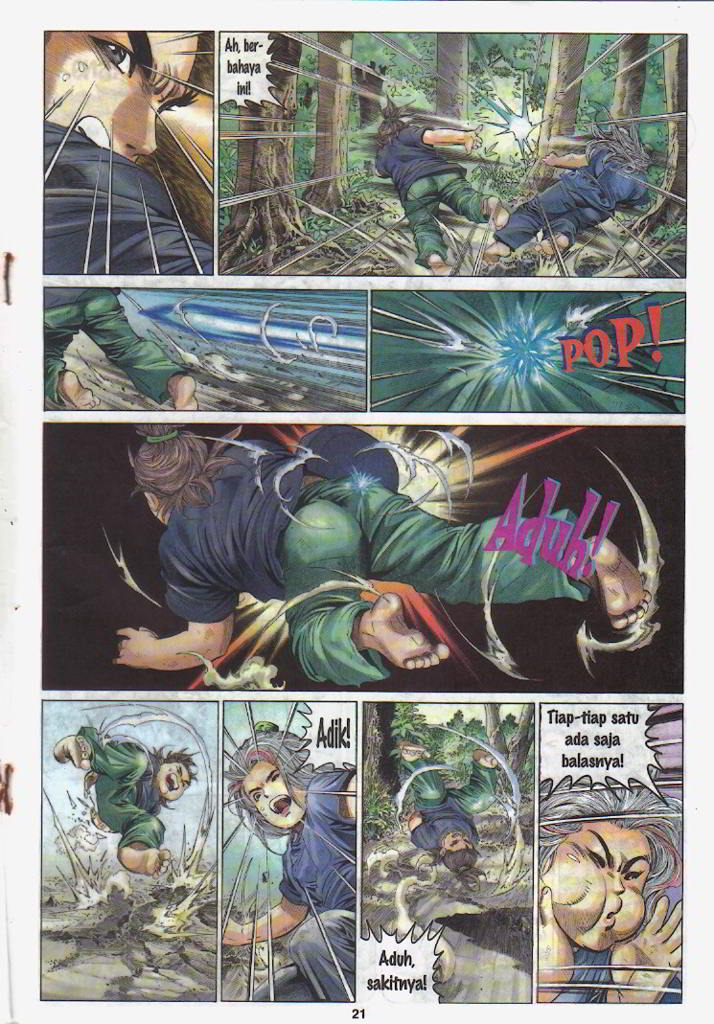 Ah, ber-
bahaya
ini!
POP!
Aduh!
Adik!
Aduh,
sakitnya!
Tiap-tiap satu
ada saja
balasnya!
21